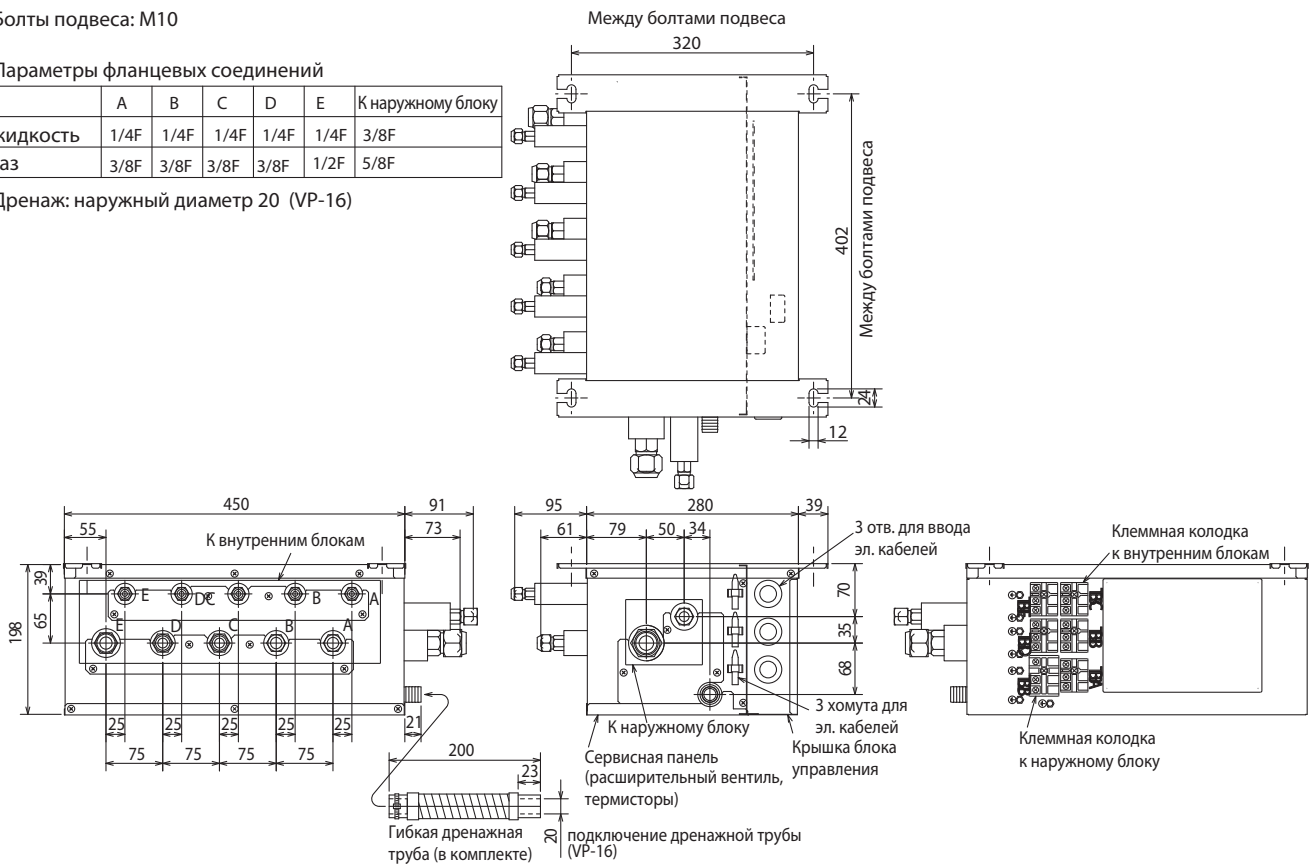 Болты подвеса: М10
Параметры фланцевых соединений
A B C D E К наружному блоку
жидкость 1/4F 1/4F 1/4F 1/4F 1/4F 3/8F
газ 3/8F 3/8F 3/8F 3/8F 1/2F 5/8F
Дренаж: наружный диаметр 20 (VP-16)
Между болтами подвеса
320
402
Между болтами подвеса
24
12
450 91
55 73
К внутренним блокам
198
39
65
E D C B A
E D C B A
25 25 25 25 25 21
75 75 75 75
200
23
20
Гибкая дренажная
труба (в комплекте)
подключение дренажной трубы
(VP-16)
95 280 39
61 79 50 34
3 отв. для ввода
эл. кабелей
70
35
68
3 хомута для
эл. кабелей
К наружному блоку
Сервисная панель
(расширительный вентиль,
термисторы)
Крышка блока
управления
Клеммная колодка
к внутренним блокам
Клеммная колодка
к наружному блоку